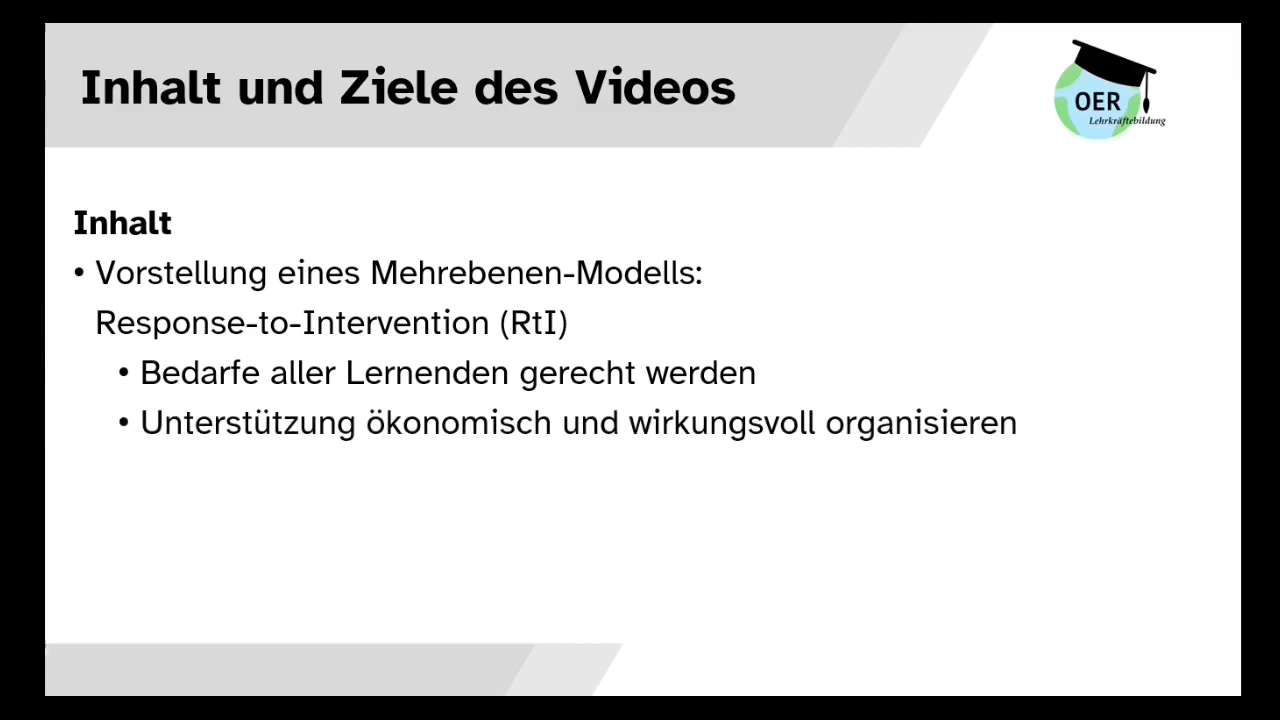 Inhalt und Ziele des Videos
OER
Lehrkräftebildung
Inhalt
• Vorstellung eines Mehrebenen-Modells:
Response-to-Intervention (RtI)
• Bedarfe aller Lernenden gerecht werden
• Unterstützung ökonomisch und wirkungsvoll organisieren